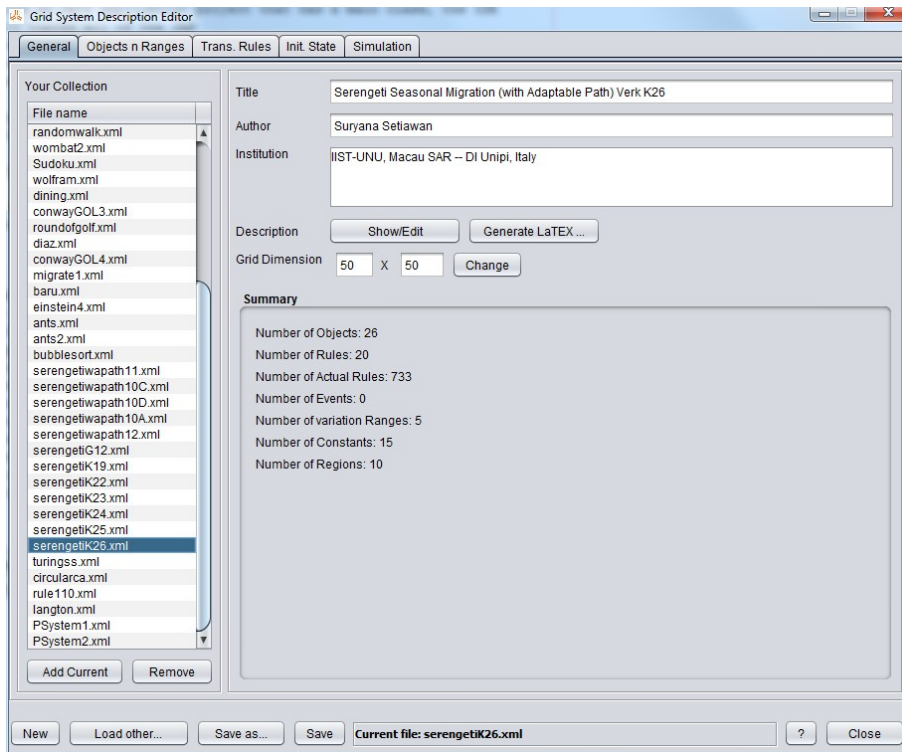 Grid System Description Editor
General
Objects n Ranges
Trans. Rules
Init. State
Simulation
Your Collection
File name
randomwalk.xml
wombat2.xml
Sudoku.xml
wolfram.xml
dining.xml
conwayGOL3.xml
roundofgolf.xml
diaz.xml
conwayGOL4.xml
migrate1.xml
baru.xml
einstein4.xml
ants.xml
ants2.xml
bubblesort.xml
serengetiwapath11.xml
serengetiwapath10C.xml
serengetiwapath10D.xml
serengetiwapath10A.xml
serengetiwapath12.xml
serengetiG12.xml
serengetiK19.xml
serengetiK22.xml
serengetiK23.xml
serengetiK24.xml
serengetiK25.xml
serengetiK26.xml
turingss.xml
circularca.xml
rule110.xml
langton.xml
PSystem1.xml
PSystem2.xml
Add Current
Remove
Title
Serengeti Seasonal Migration (with Adaptable Path) Verk K26
Author
Suryana Setiawan
Institution
IIST-UNU, Macau SAR -- DI Unipi, Italy
Description
Show/Edit
Generate LaTEX ...
Grid Dimension
50 X 50
Change
Summary
Number of Objects: 26
Number of Rules: 20
Number of Actual Rules: 733
Number of Events: 0
Number of variation Ranges: 5
Number of Constants: 15
Number of Regions: 10
New
Load other...
Save as...
Save
Current file: serengetiK26.xml
?
Close